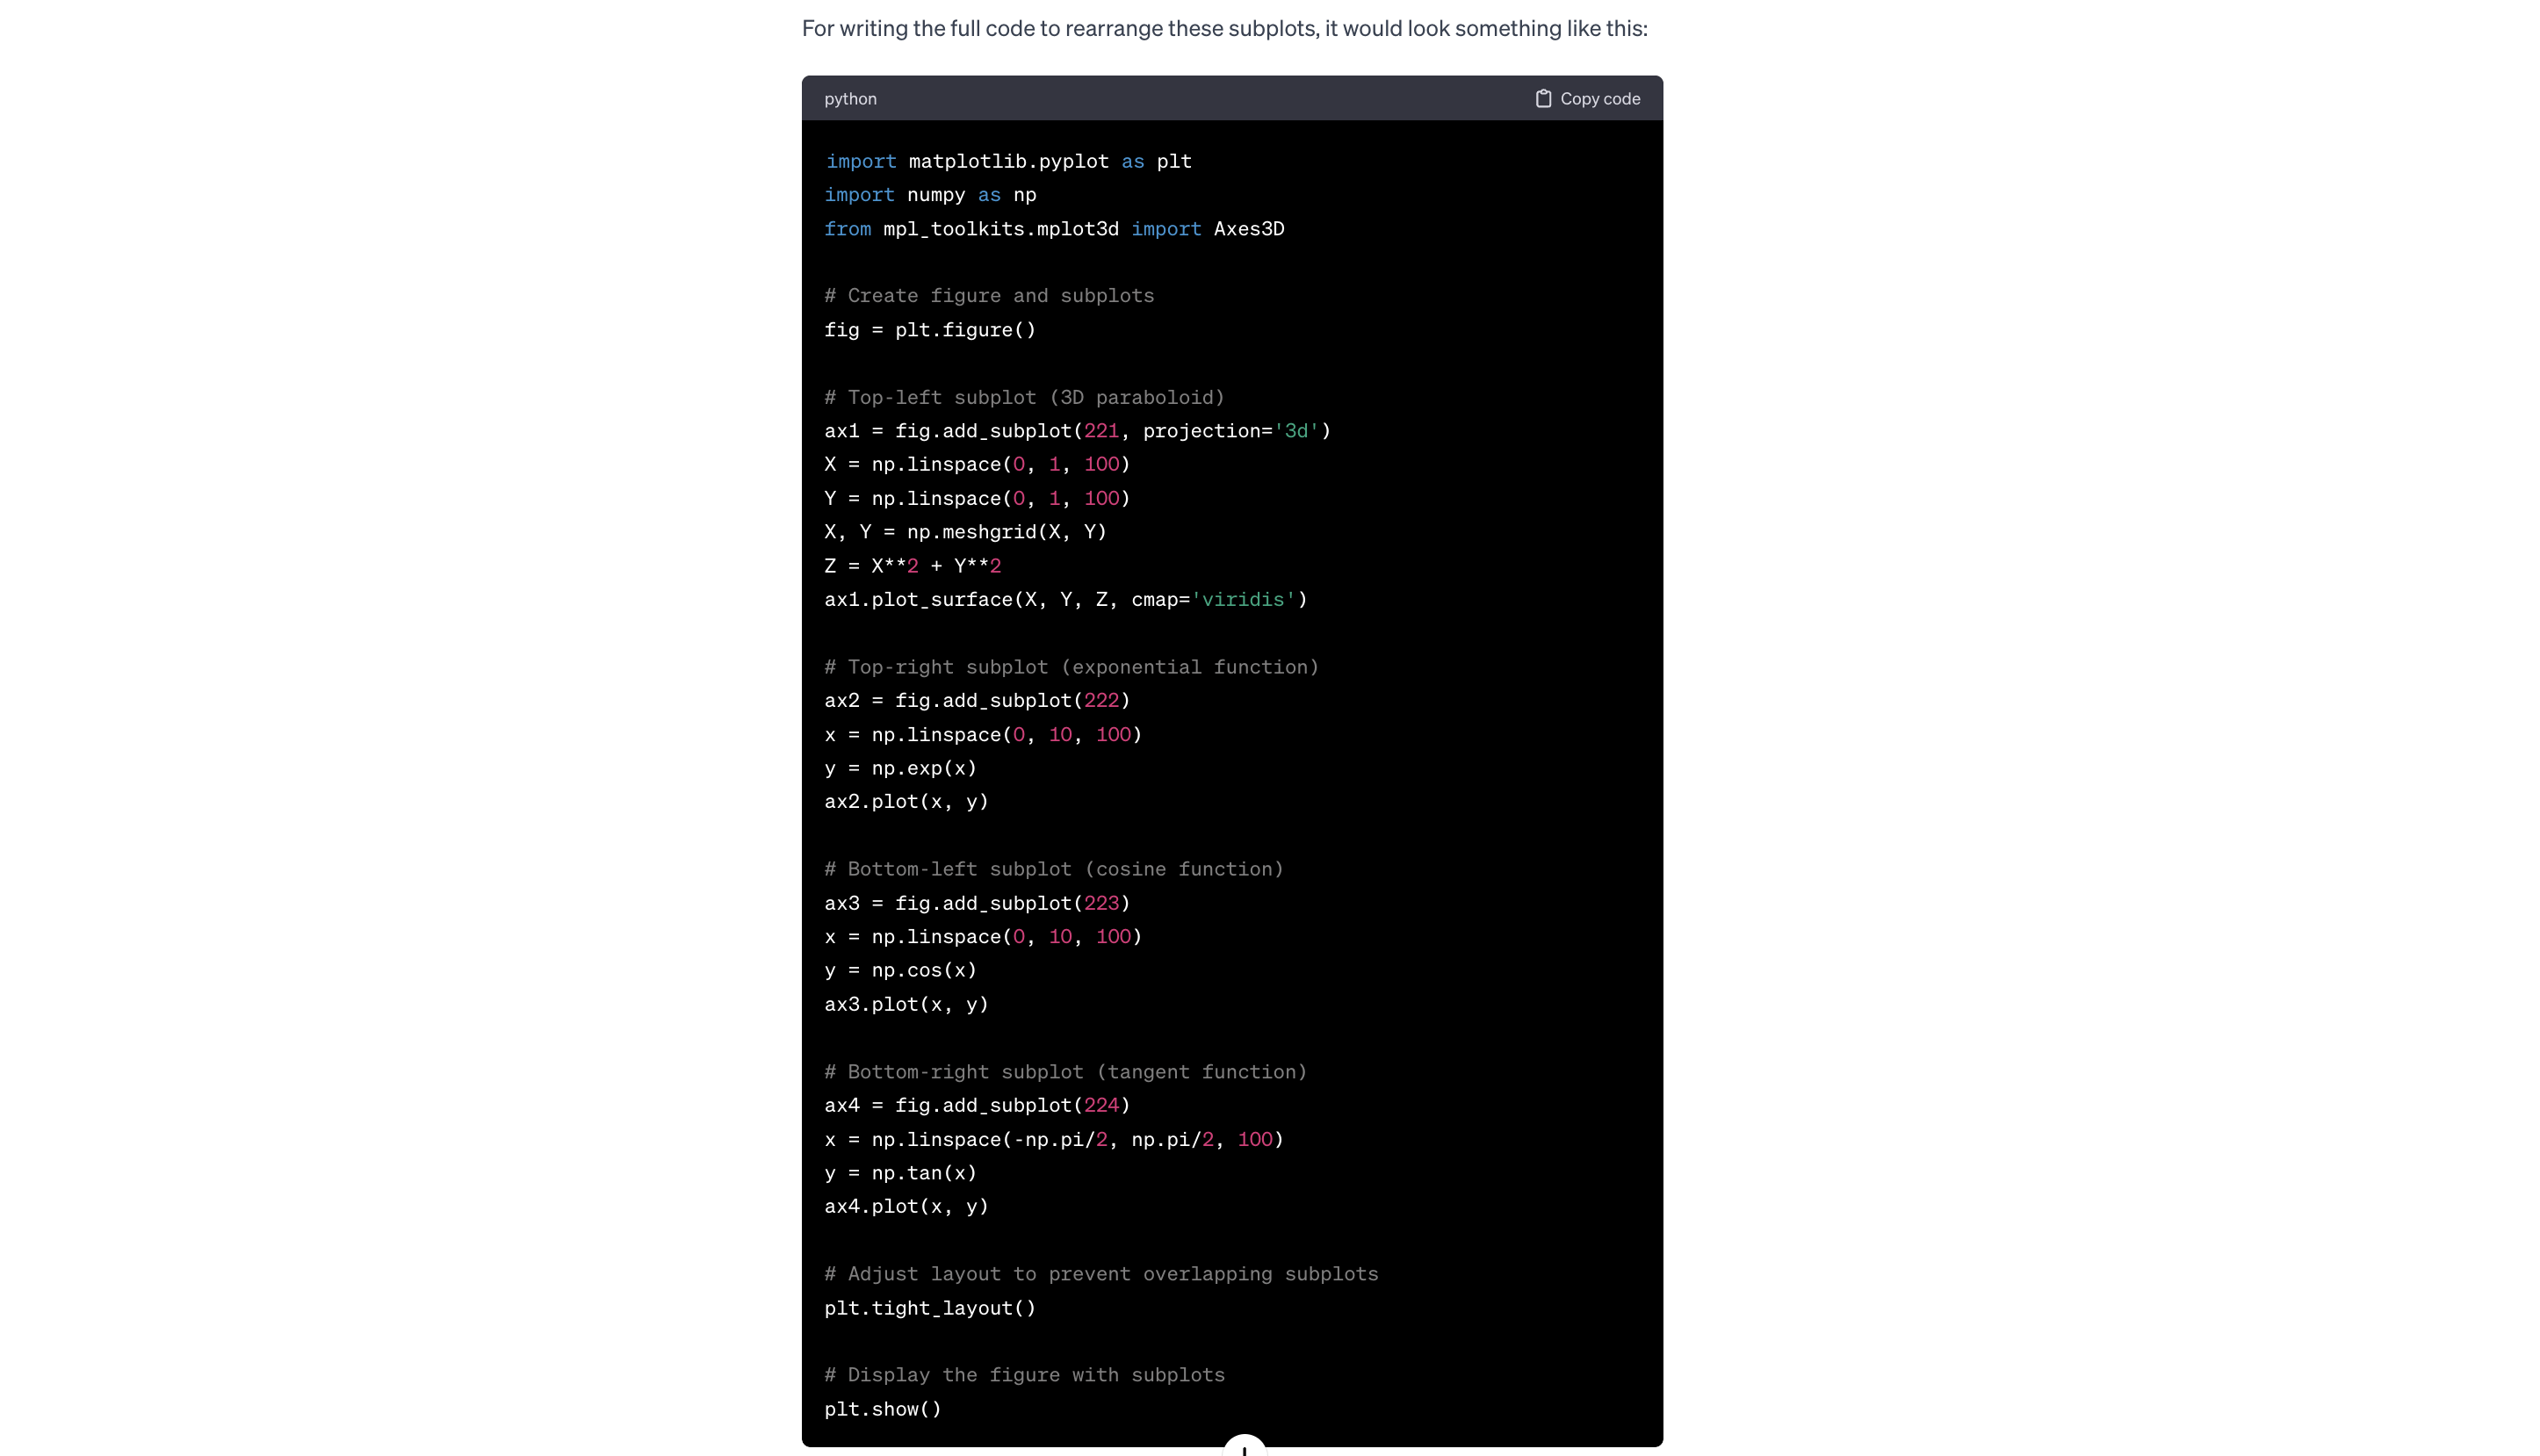 For writing the full code to rearrange these subplots, it would look something like this:
python
Copy code
import matplotlib.pyplot as plt
import numpy as np
from mpl_toolkits.mplot3d import Axes3D
# Create figure and subplots
fig = plt.figure()
# Top-left subplot (3D paraboloid)
ax1 = fig.add_subplot(221, projection='3d')
X = np.linspace(0, 1, 100)
Y = np.linspace(0, 1, 100)
X, Y = np.meshgrid(X, Y)
Z = X**2 + Y**2
ax1.plot_surface(X, Y, Z, cmap='viridis')
# Top-right subplot (exponential function)
ax2 = fig.add_subplot(222)
x = np.linspace(0, 10, 100)
y = np.exp(x)
ax2.plot(x, y)
# Bottom-left subplot (cosine function)
ax3 = fig.add_subplot(223)
x = np.linspace(0, 10, 100)
y = np.cos(x)
ax3.plot(x, y)
# Bottom-right subplot (tangent function)
ax4 = fig.add_subplot(224)
x = np.linspace(-np.pi/2, np.pi/2, 100)
y = np.tan(x)
ax4.plot(x, y)
# Adjust layout to prevent overlapping subplots
plt.tight_layout()
# Display the figure with subplots
plt.show()